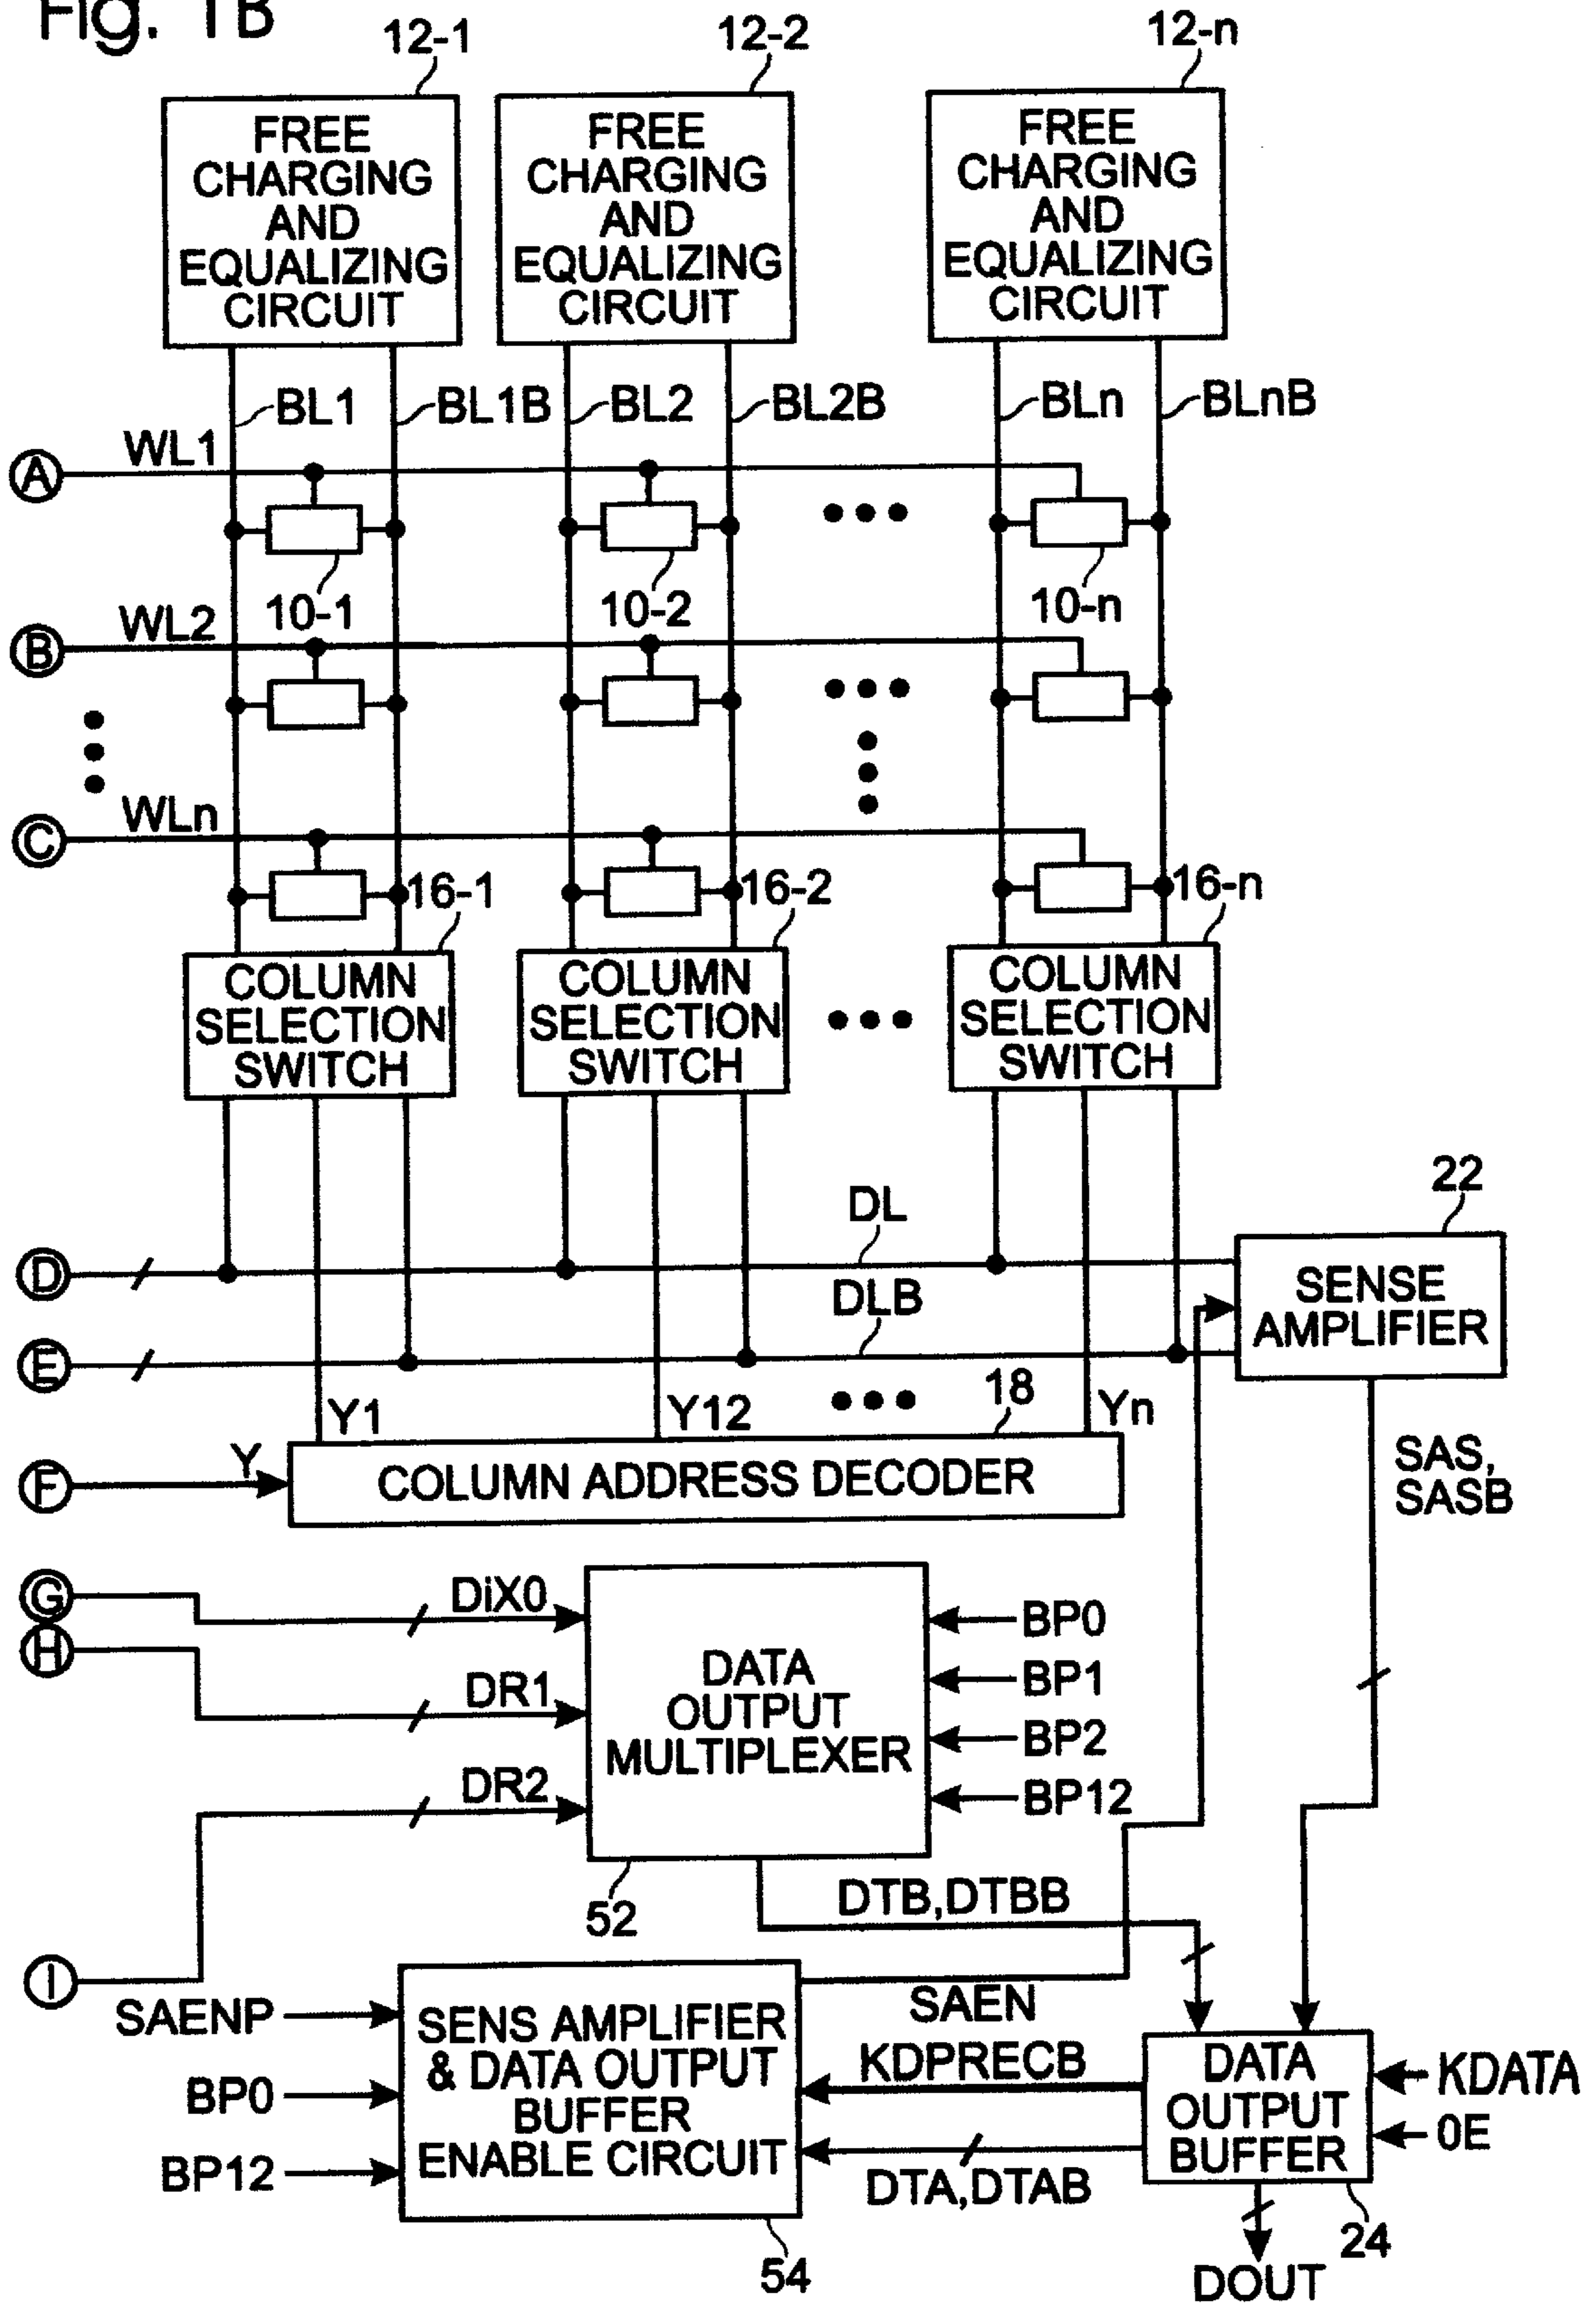 Fig. 1B
12-1
12-2
12-n
FREE
CHARGING
AND
EQUALIZING
CIRCUIT
FREE
CHARGING
AND
EQUALIZING
CIRCUIT
FREE
CHARGING
AND
EQUALIZING
CIRCUIT
BL1
BL1B
BL2
BL2B
BLn
BLnB
A
WL1
10-1
10-2
10-n
B
WL2
C
WLn
16-1
16-2
16-n
COLUMN
SELECTION
SWITCH
COLUMN
SELECTION
SWITCH
COLUMN
SELECTION
SWITCH
22
DL
D
SENSE
AMPLIFIER
DLB
E
Y1
Y12
18
Yn
F
Y
COLUMN ADDRESS DECODER
SAS,
SASB
G
DiX0
H
DR1
DR2
DATA
OUTPUT
MULTIPLEXER
BP0
BP1
BP2
BP12
52
DTB,DTBB
I
SAENP
BP0
BP12
SENS AMPLIFIER
& DATA OUTPUT
BUFFER
ENABLE CIRCUIT
SAEN
KDPRECB
DTA,DTAB
DATA
OUTPUT
BUFFER
KDATA
0E
54
24
DOUT